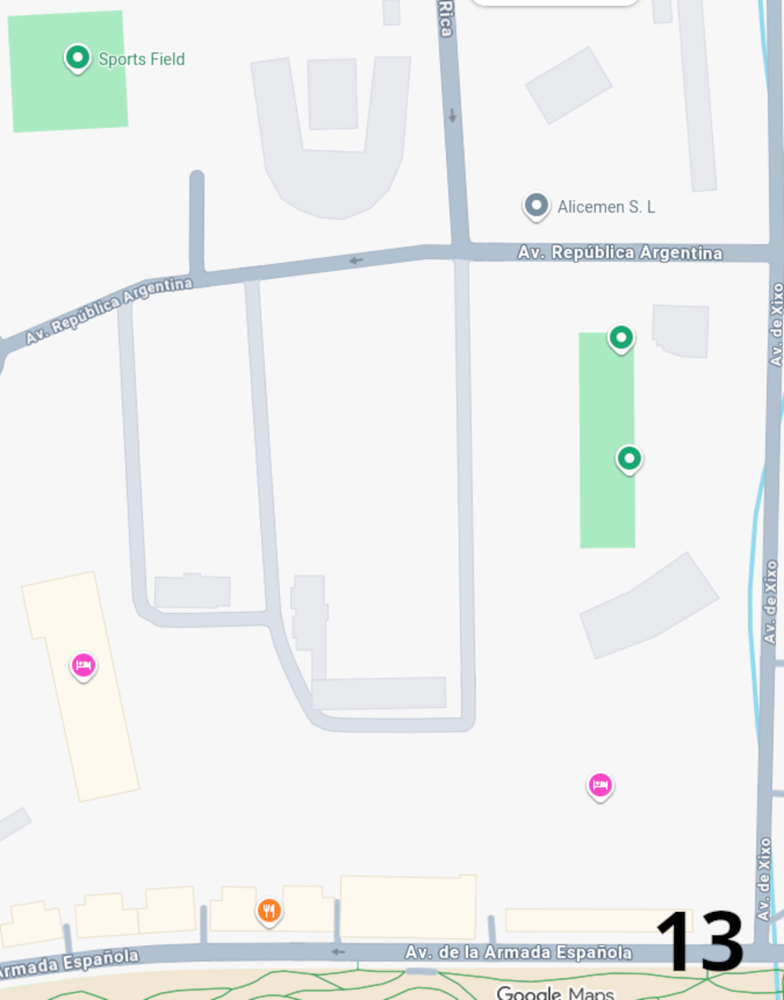 Rica
Sports Field
Alicemen S. L
Av. República Argentina
Av. República Argentina
Av. de Xixo
Av. de Xixo
Av. de Xixo
13
Armada Española
Av. de la Armada Española
Google Maps